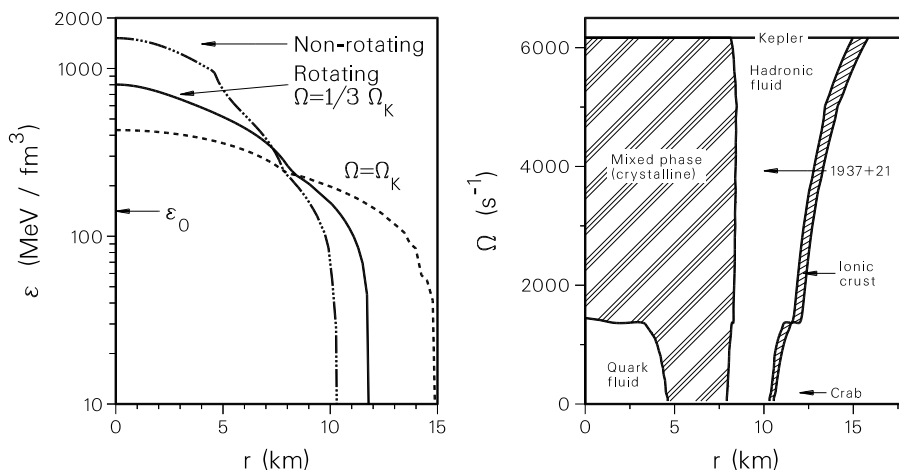 2000
1000
100
10
0
5
10
15
r (km)
ε (MeV / fm³)
Non-rotating
Rotating
Ω=1/3 Ω_K
Ω=Ω_K
ε₀
6000
4000
2000
0
0
5
10
15
r (km)
Ω (s⁻¹)
Kepler
Hadronic
fluid
Mixed phase
(crystalline)
1937+21
Ionic
crust
Quark
fluid
Crab